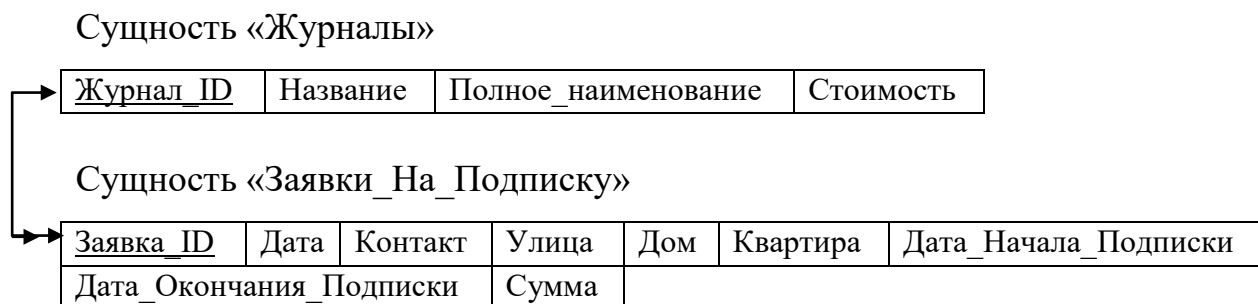 Сущность «Журналы»
Журнал_ID Название Полное_наименование Стоимость
Сущность «Заявки_На_Подписку»
Заявка_ID Дата Контакт Улица Дом Квартира Дата_Начала_Подписки
Дата_Окончания_Подписки Сумма